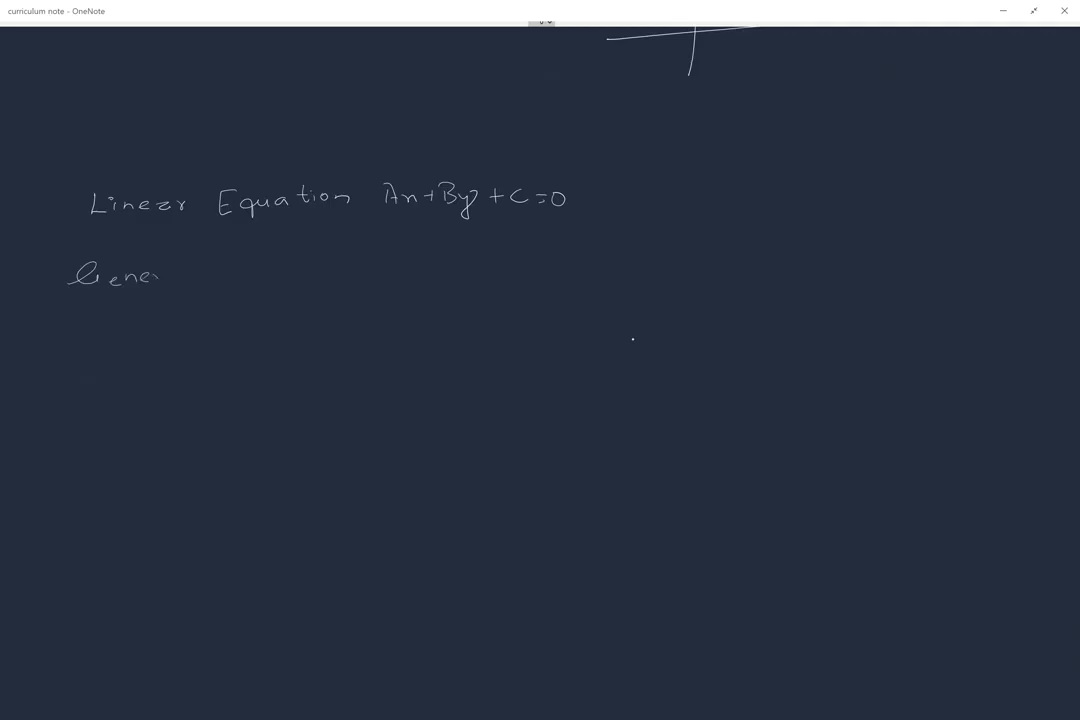 curriculum note - OneNote
Linear Equation Ax+By+C=0
Gener